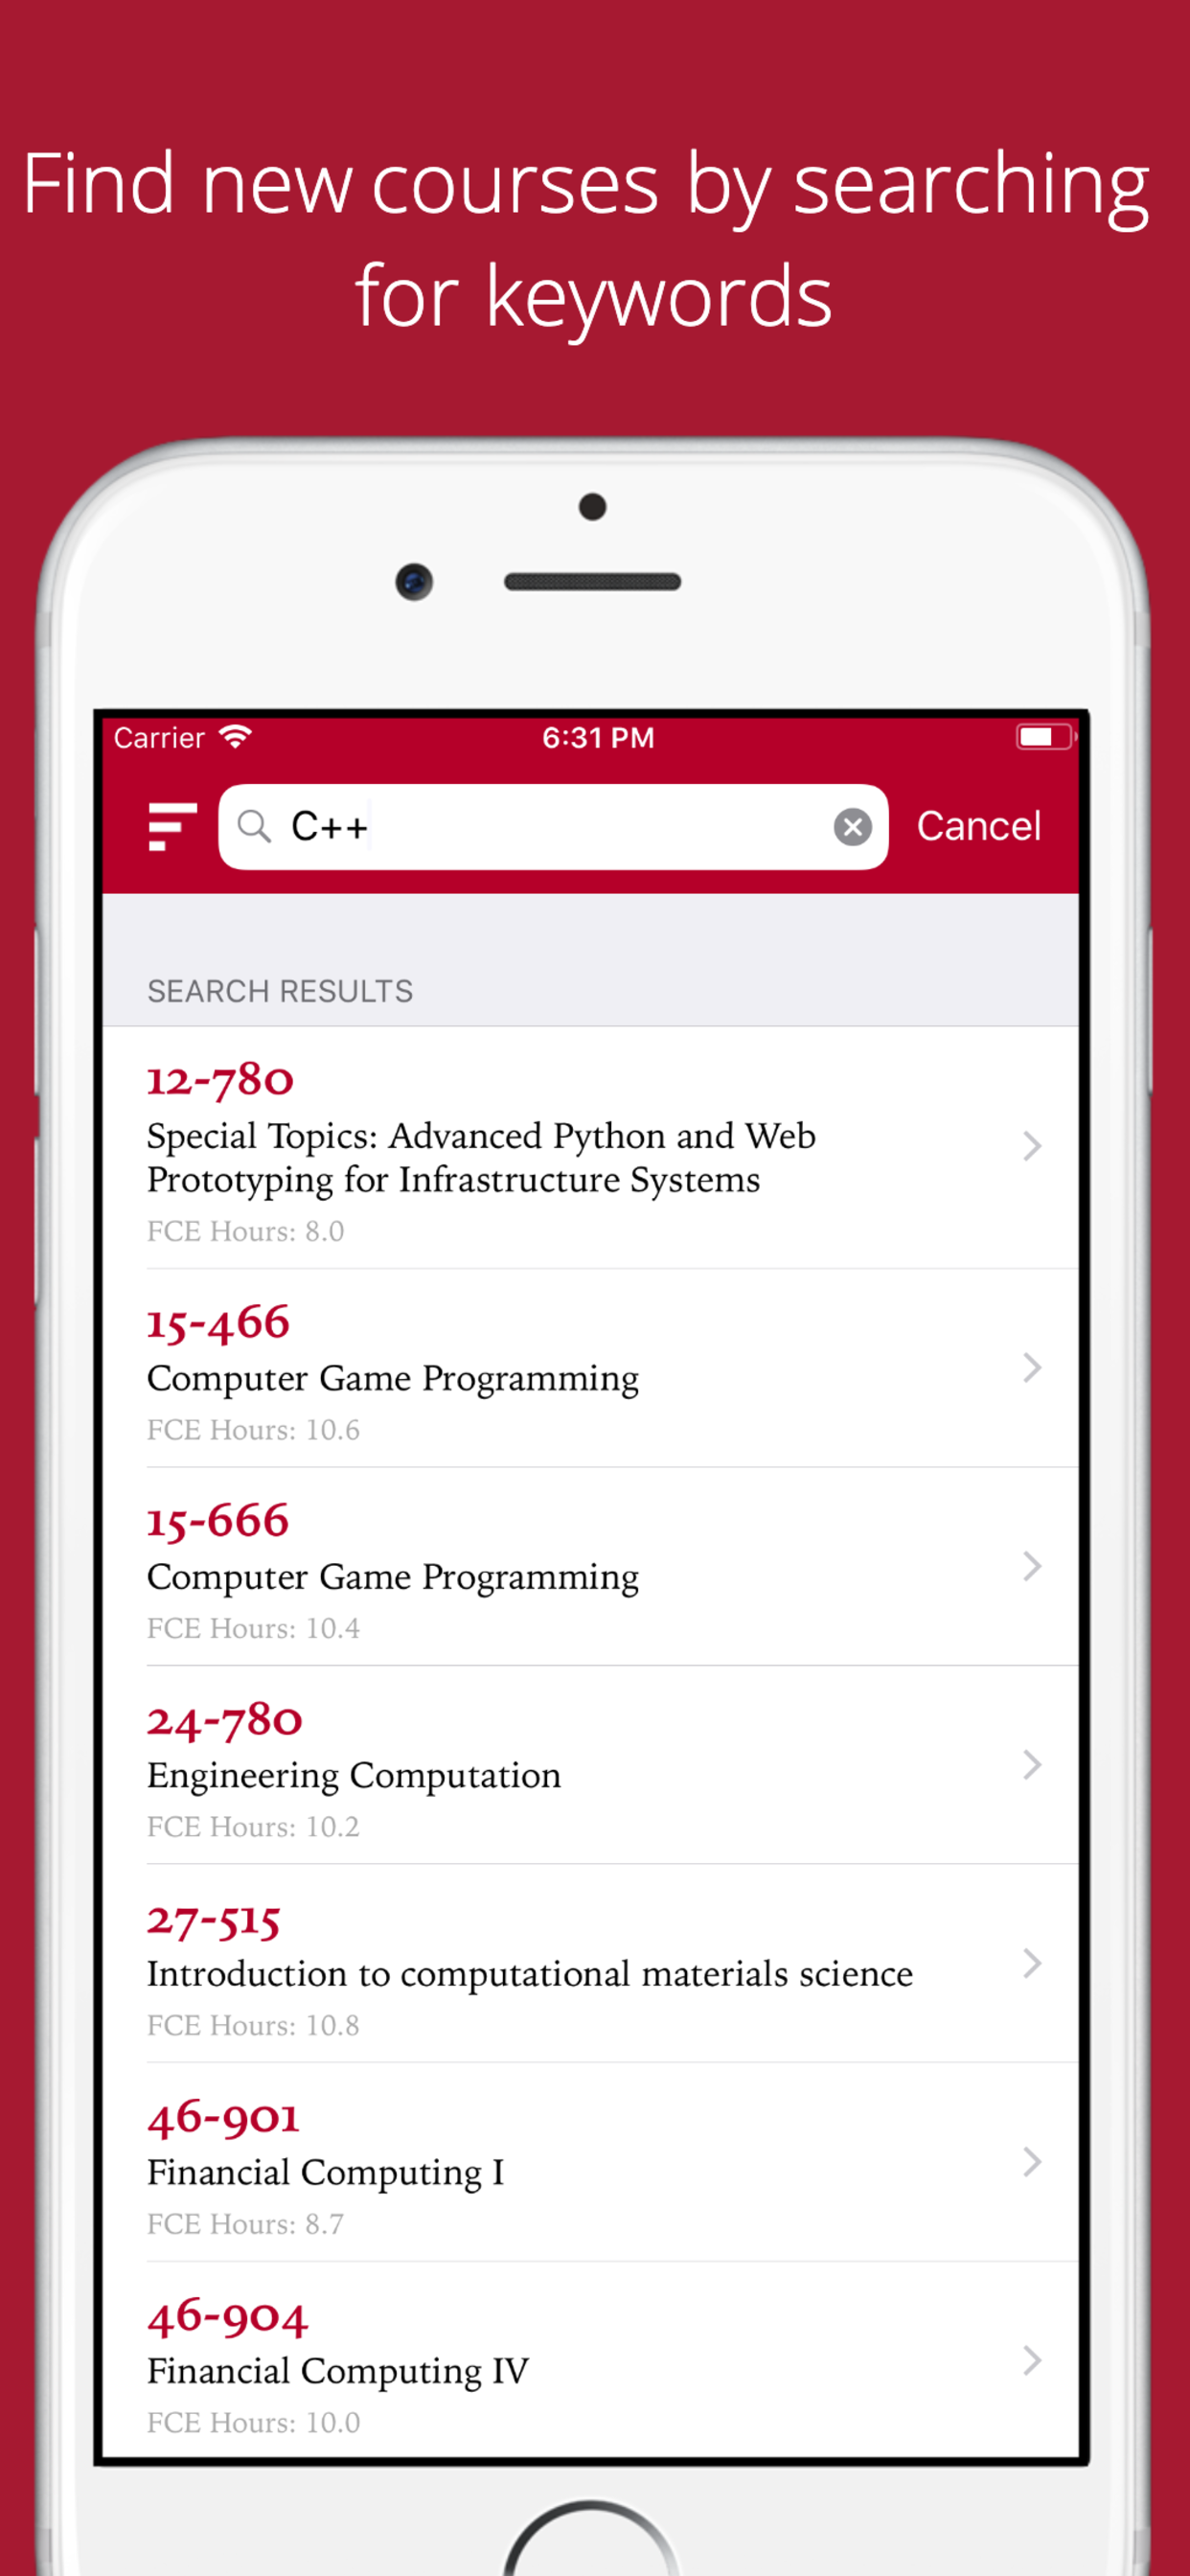 Find new courses by searching
for keywords
Carrier
6:31 PM
C++
Cancel
SEARCH RESULTS
12-780
Special Topics: Advanced Python and Web
Prototyping for Infrastructure Systems
FCE Hours: 8.0
15-466
Computer Game Programming
FCE Hours: 10.6
15-666
Computer Game Programming
FCE Hours: 10.4
24-780
Engineering Computation
FCE Hours: 10.2
27-515
Introduction to computational materials science
FCE Hours: 10.8
46-901
Financial Computing I
FCE Hours: 8.7
46-904
Financial Computing IV
FCE Hours: 10.0